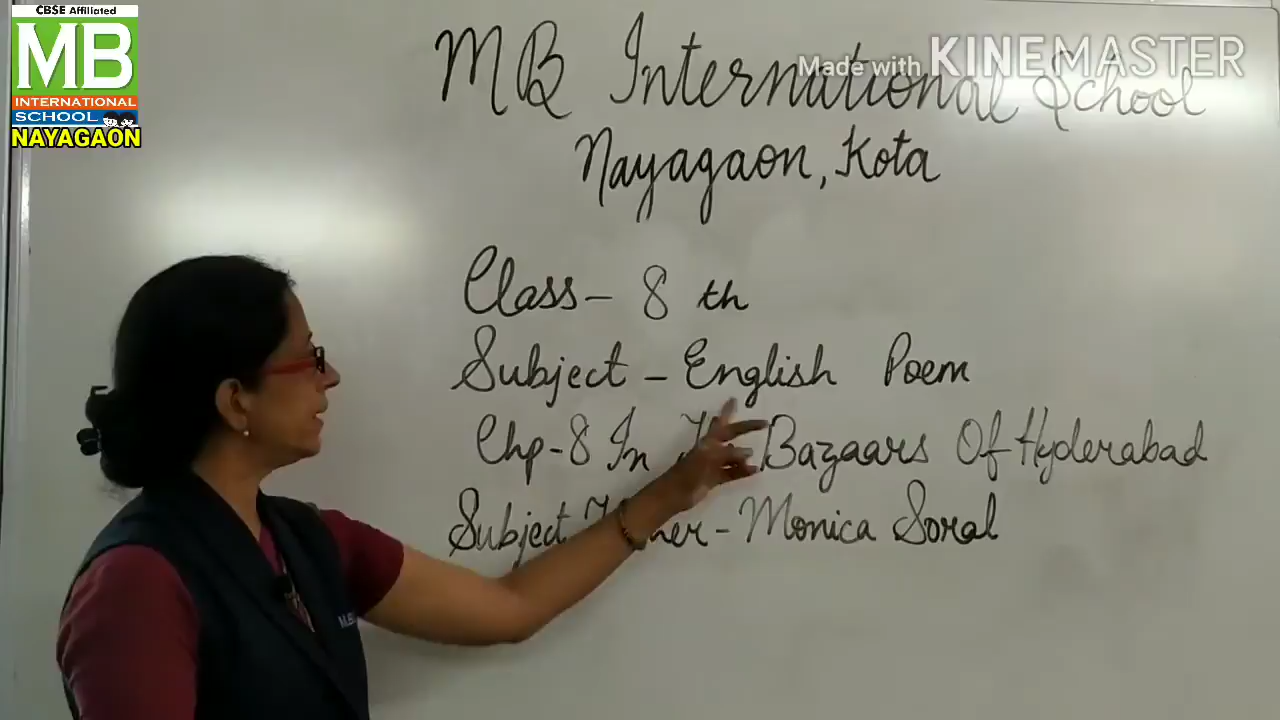 CBSE Affiliated
MB
INTERNATIONAL
SCHOOL
NAYAGAON
Made with KINEMASTER
MB International School
Nayagaon, Kota
Class - 8 th
Subject - English Poem
Chp - 8 In Bazaars Of Hyderabad
Subject - Monica Soral